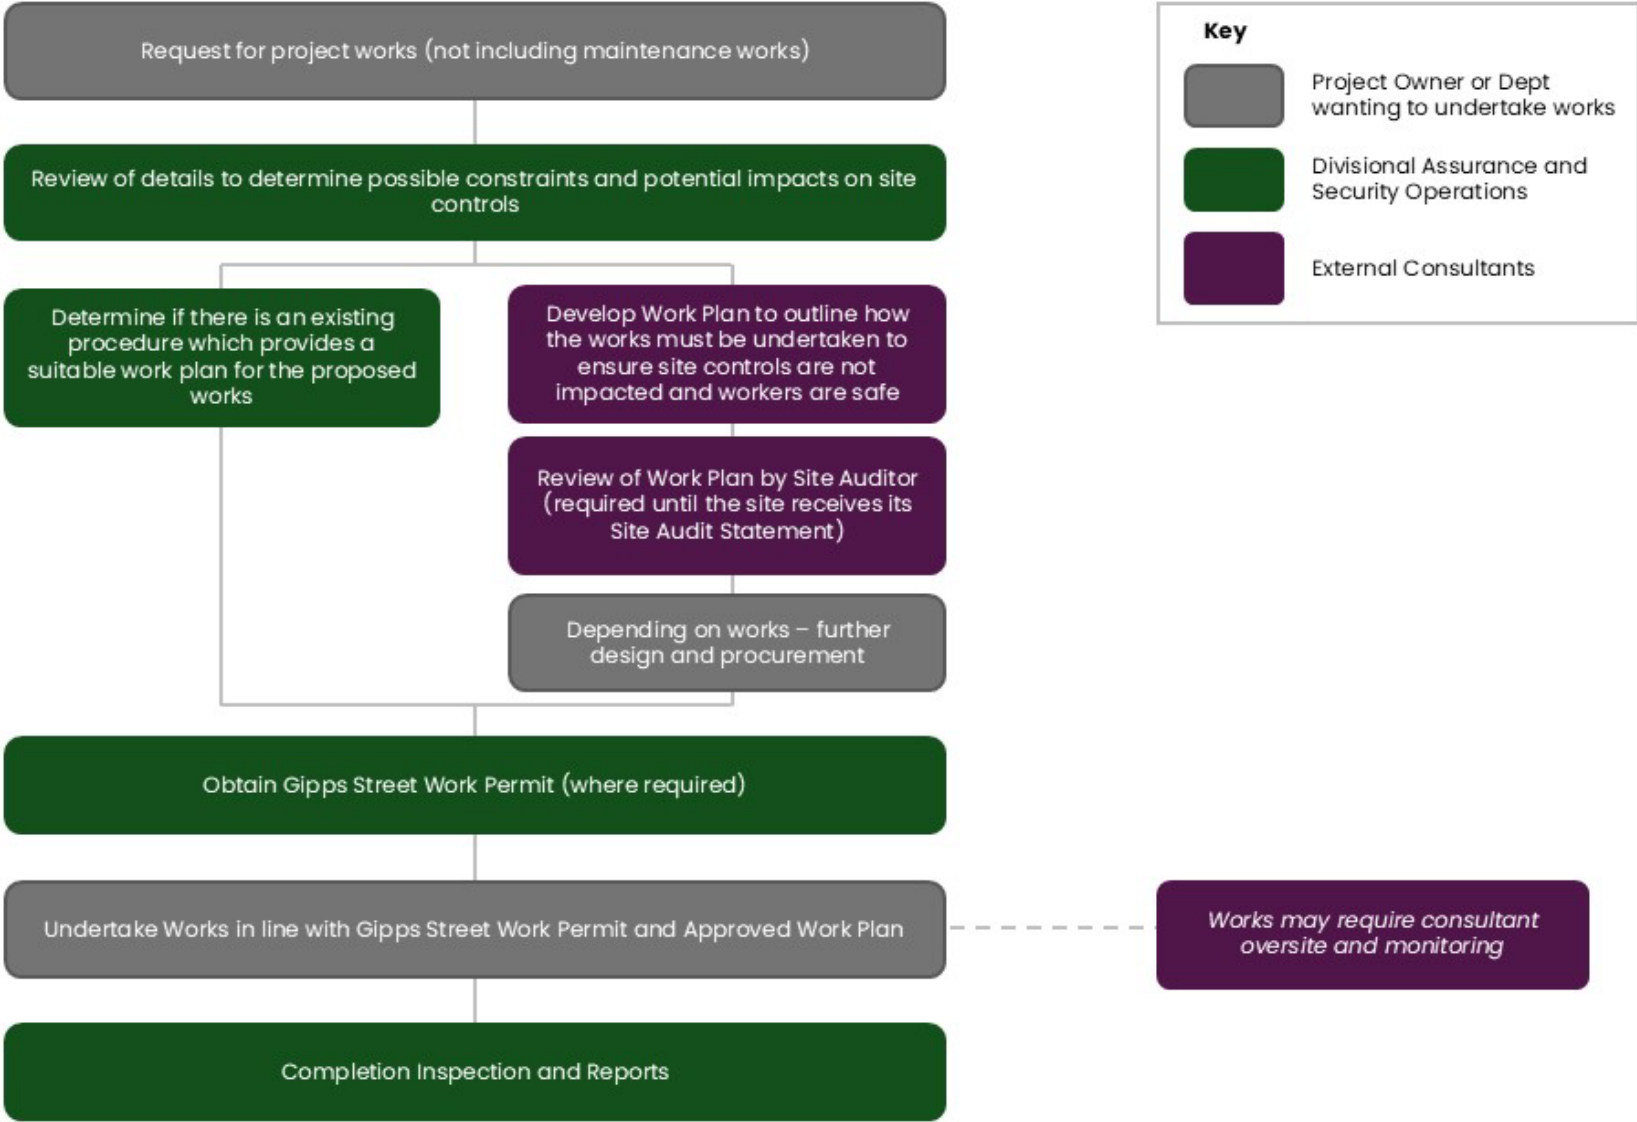 Request for project works (not including maintenance works)
Review of details to determine possible constraints and potential impacts on site
controls
Determine if there is an existing
procedure which provides a
suitable work plan for the proposed
works
Develop Work Plan to outline how
the works must be undertaken to
ensure site controls are not
impacted and workers are safe
Review of Work Plan by Site Auditor
(required until the site receives its
Site Audit Statement)
Depending on works – further
design and procurement
Obtain Gipps Street Work Permit (where required)
Undertake Works in line with Gipps Street Work Permit and Approved Work Plan
Works may require consultant
oversite and monitoring
Completion Inspection and Reports
Key
Project Owner or Dept
wanting to undertake works
Divisional Assurance and
Security Operations
External Consultants